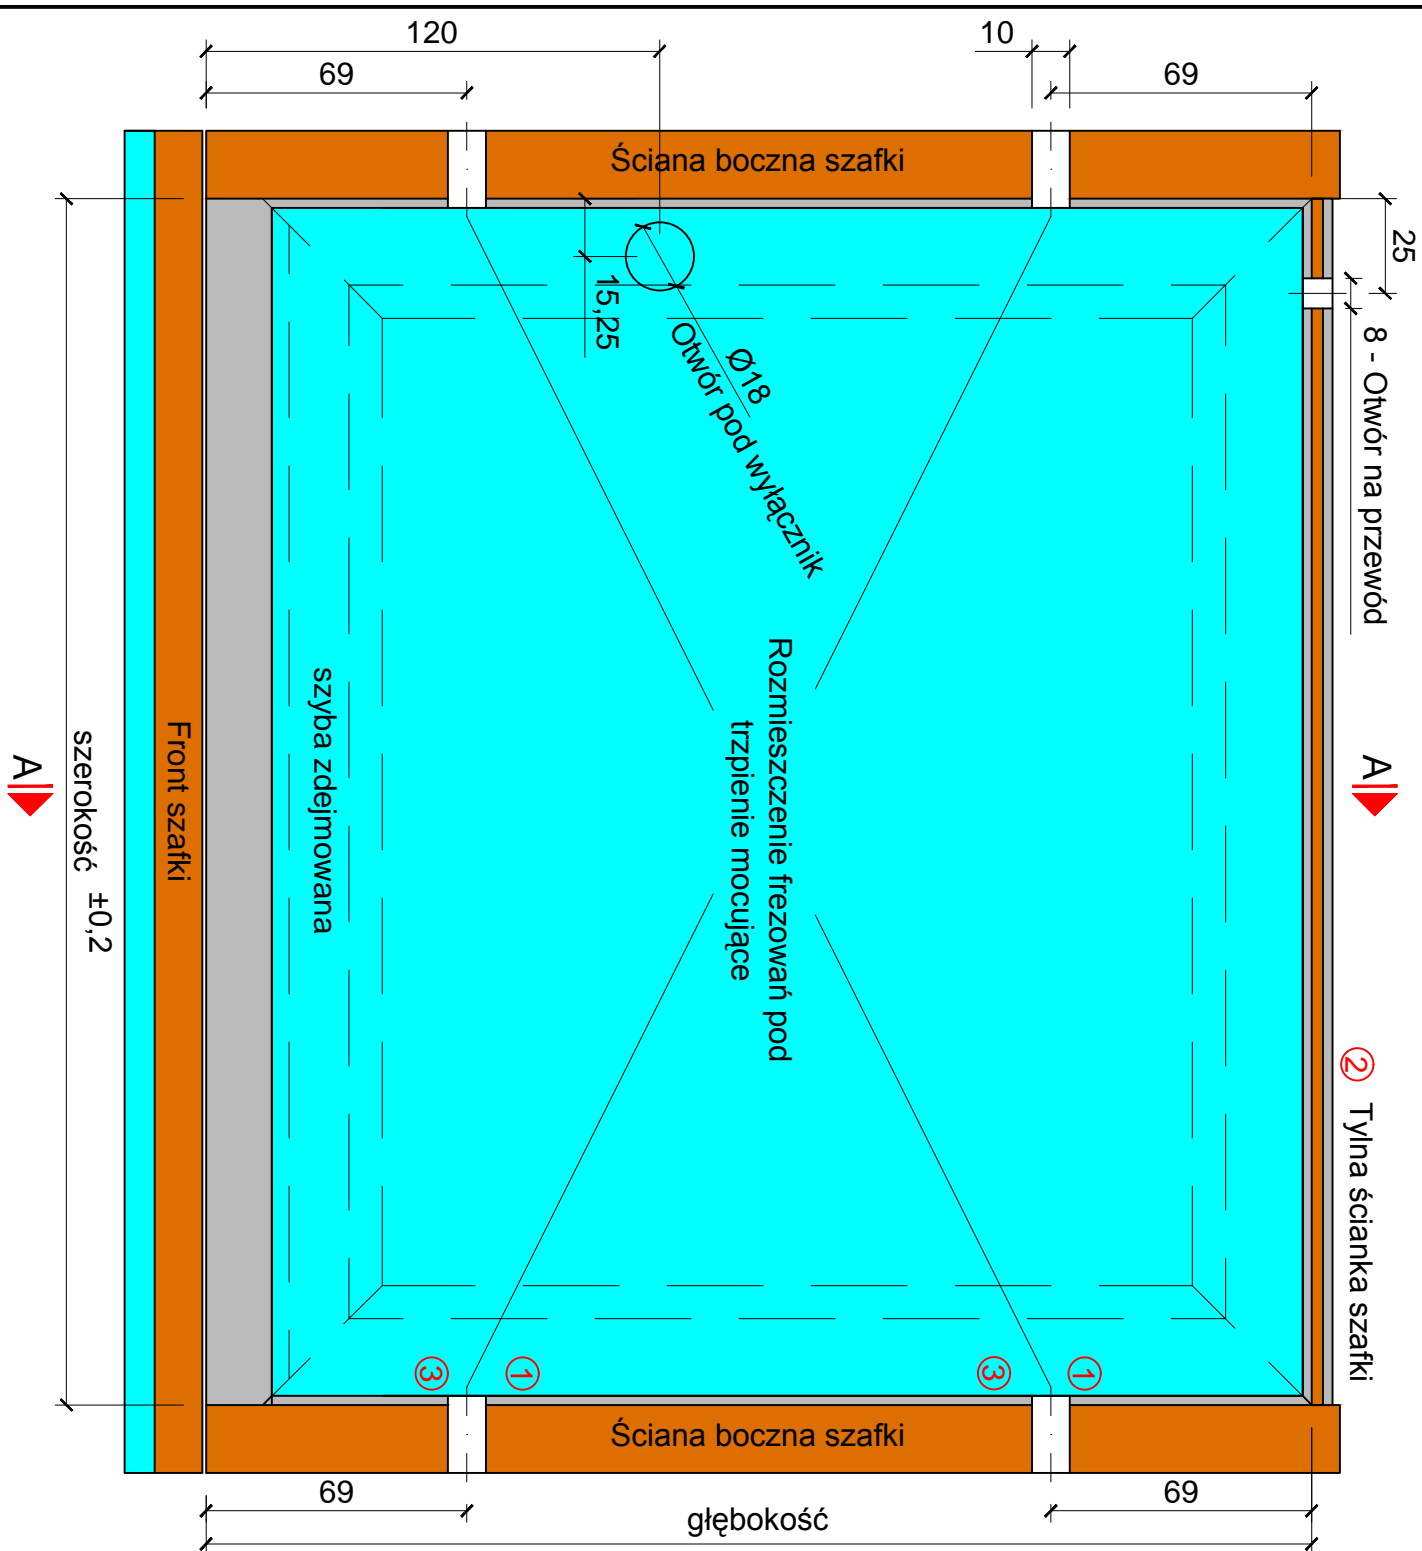 120
10
69
69
Ściana boczna szafki
25
15,25
Ø18
Otwór pod wyłącznik
8 - Otwór na przewód
Rozmieszczenie frezowań pod
trzpienie mocujące
szyba zdejmowana
Front szafki
szerokość ±0,2
A
A
2 Tylna ścianka szafki
3
1
3
1
Ściana boczna szafki
69
69
głębokość